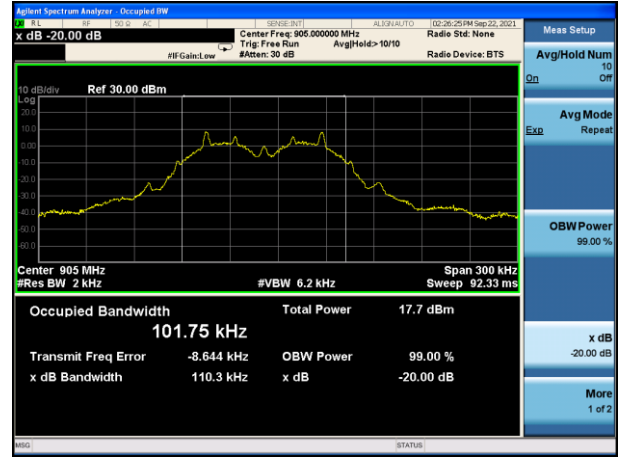 Agilent Spectrum Analyzer - Occupied BW
RL RF 50 Ω AC SENSE:INT ALIGNAUTO 02:26:25 PM Sep 22, 2021
x dB -20.00 dB
Center Freq: 905.000000 MHz
Radio Std: None
Trig: Free Run Avg|Hold:>10/10
#IFGain:Low #Atten: 30 dB Radio Device: BTS
10 dB/div Ref 30.00 dBm
Log
20.0
10.0
0.00
-10.0
-20.0
-30.0
-40.0
-50.0
-60.0
Center 905 MHz Span 300 kHz
#Res BW 2 kHz #VBW 6.2 kHz Sweep 92.33 ms
Occupied Bandwidth Total Power 17.7 dBm
101.75 kHz
Transmit Freq Error -8.644 kHz OBW Power 99.00 %
x dB Bandwidth 110.3 kHz x dB -20.00 dB
MSG STATUS
Meas Setup
Avg/Hold Num
10
On Off
Avg Mode
Exp Repeat
OBW Power
99.00 %
x dB
-20.00 dB
More
1 of 2